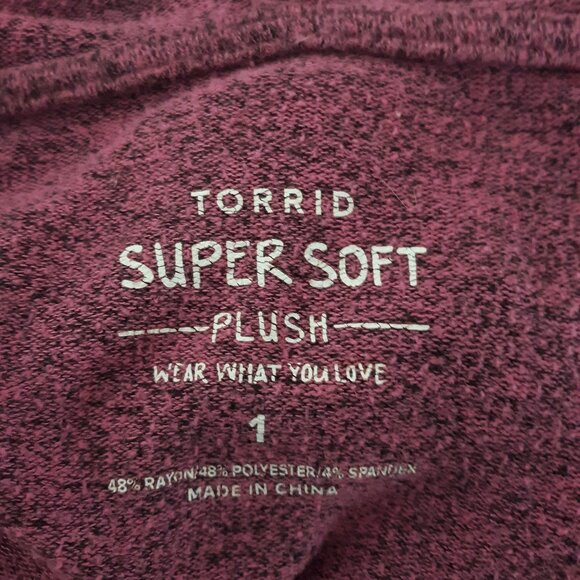 TORRID
SUPER SOFT
PLUSH
WEAR WHAT YOU LOVE
1
48% RAYON/48% POLYESTER/4% SPANDEX
MADE IN CHINA